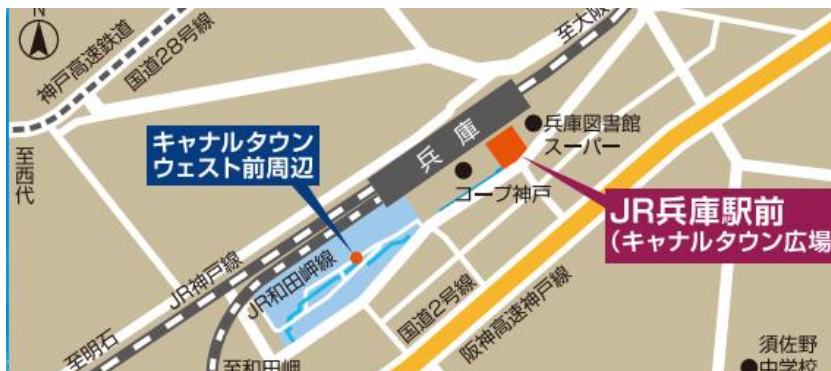 N
神戸高速鉄道
国道28号線
至大阪
至西代
キャナルタウン
ウェスト前周辺
兵庫
兵庫図書館
スーパー
コープ神戸
JR兵庫駅前
(キャナルタウン広場
JR神戸線
JR和田岬線
国道2号線
阪神高速神戸線
至明石
至和田岬
須佐野
中学校